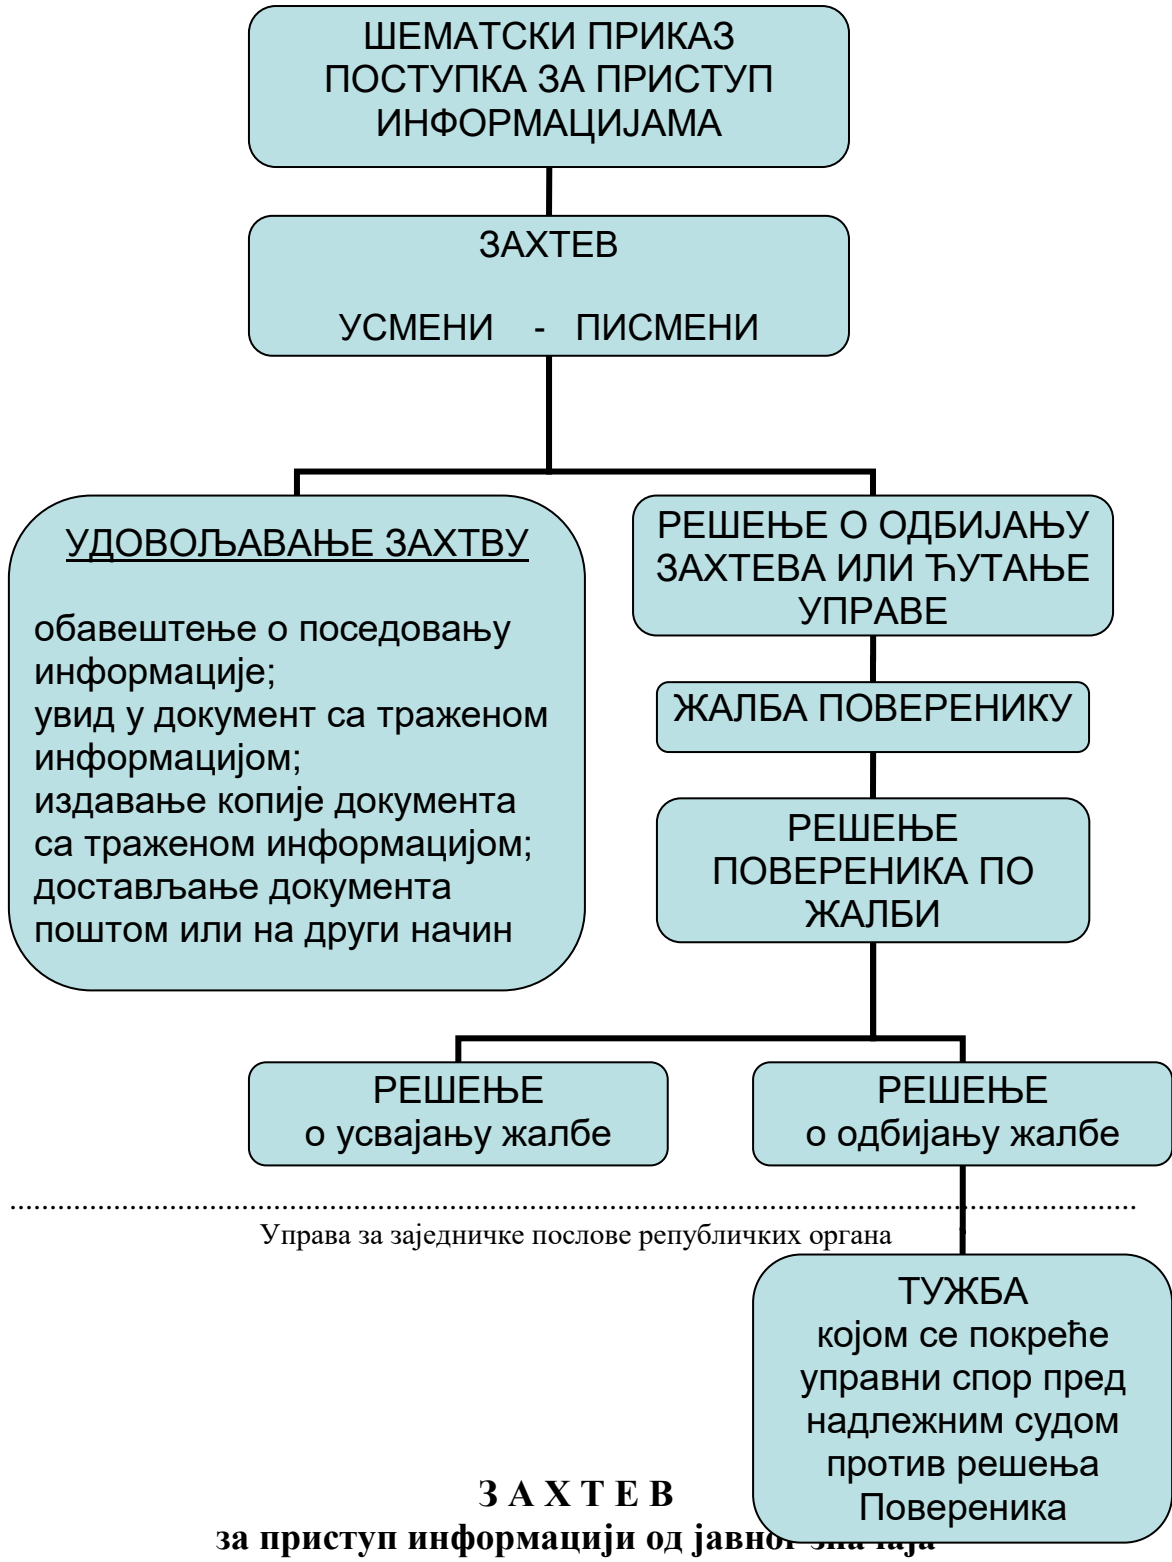 ШЕМАТСКИ ПРИКАЗ
ПОСТУПКА ЗА ПРИСТУП
ИНФОРМАЦИЈАМА
ЗАХТЕВ
УСМЕНИ - ПИСМЕНИ
УДОВОЉАВАЊЕ ЗАХТВУ
обавештење о поседовању
информације;
увид у документ са траженом
информацијом;
издавање копије документа
са траженом информацијом;
достављање документа
поштом или на други начин
РЕШЕЊЕ О ОДБИЈАЊУ
ЗАХТЕВА ИЛИ ЋУТАЊЕ
УПРАВЕ
ЖАЛБА ПОВЕРЕНИКУ
РЕШЕЊЕ
ПОВЕРЕНИКА ПО
ЖАЛБИ
РЕШЕЊЕ
о усвајању жалбе
РЕШЕЊЕ
о одбијању жалбе
Управа за заједничке послове републичких органа
ТУЖБА
којом се покреће
управни спор пред
надлежним судом
против решења
Повереника
З А Х Т Е В
за приступ информацији од јавног